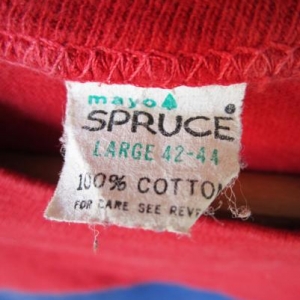 mayo
SPRUCE®
LARGE 42-44
100% COTTON
FOR CARE SEE REVE